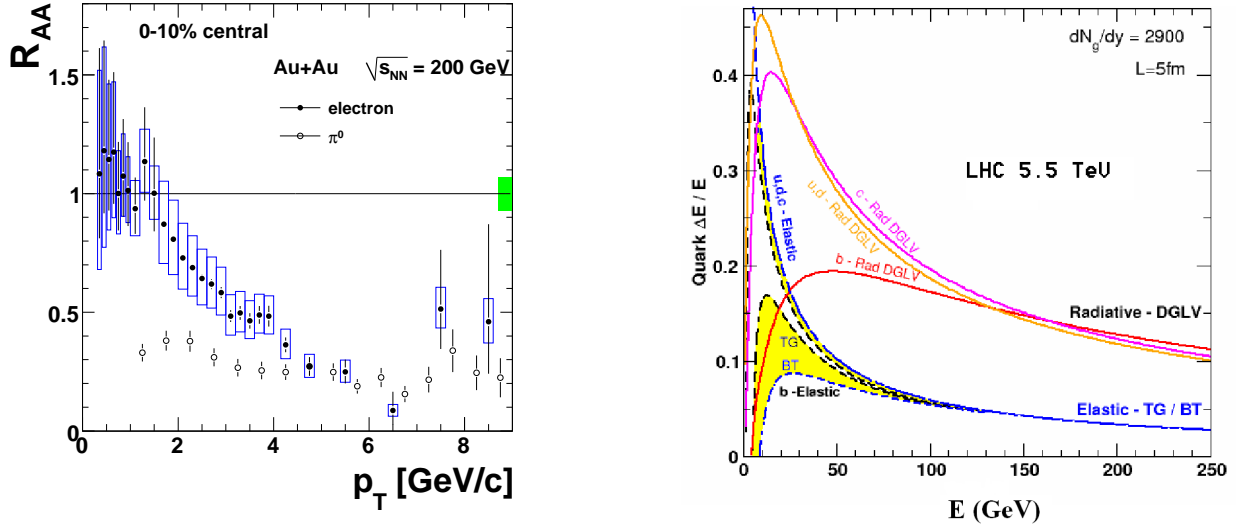 R_AA
0-10% central
Au+Au √s_NN = 200 GeV
electron
π⁰
1.5
1
0.5
0
0 2 4 6 8
p_T [GeV/c]
dN_g/dy = 2900
L=5fm
LHC 5.5 TeV
Quark ΔE / E
0.4
0.3
0.2
0.1
0
u,d,c - Elastic
c - Rad DGLV
u,d - Rad DGLV
b - Rad DGLV
Radiative - DGLV
TG
BT
b - Elastic
Elastic - TG / BT
0 50 100 150 200 250
E (GeV)